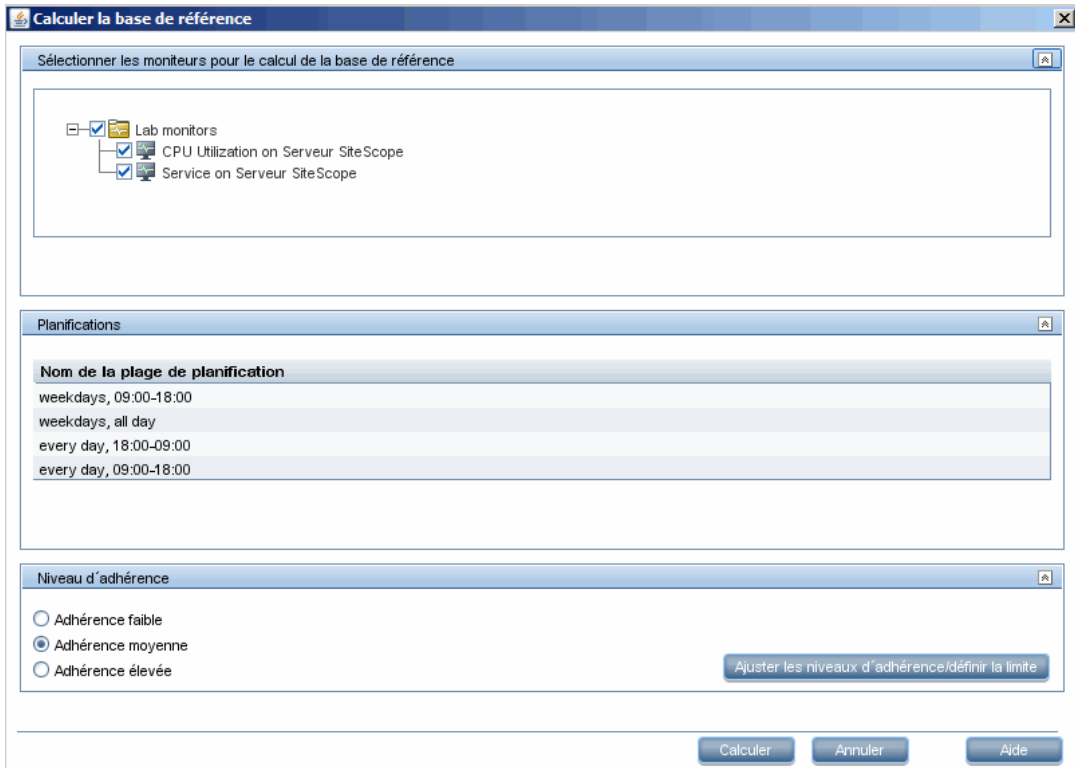 Calculer la base de référence
Sélectionner les moniteurs pour le calcul de la base de référence
Lab monitors
CPU Utilization on Serveur SiteScope
Service on Serveur SiteScope
Planifications
Nom de la plage de planification
weekdays, 09:00-18:00
weekdays, all day
every day, 18:00-09:00
every day, 09:00-18:00
Niveau d´adhérence
Adhérence faible
Adhérence moyenne
Adhérence élevée
Ajuster les niveaux d´adhérence/définir la limite
Calculer Annuler Aide